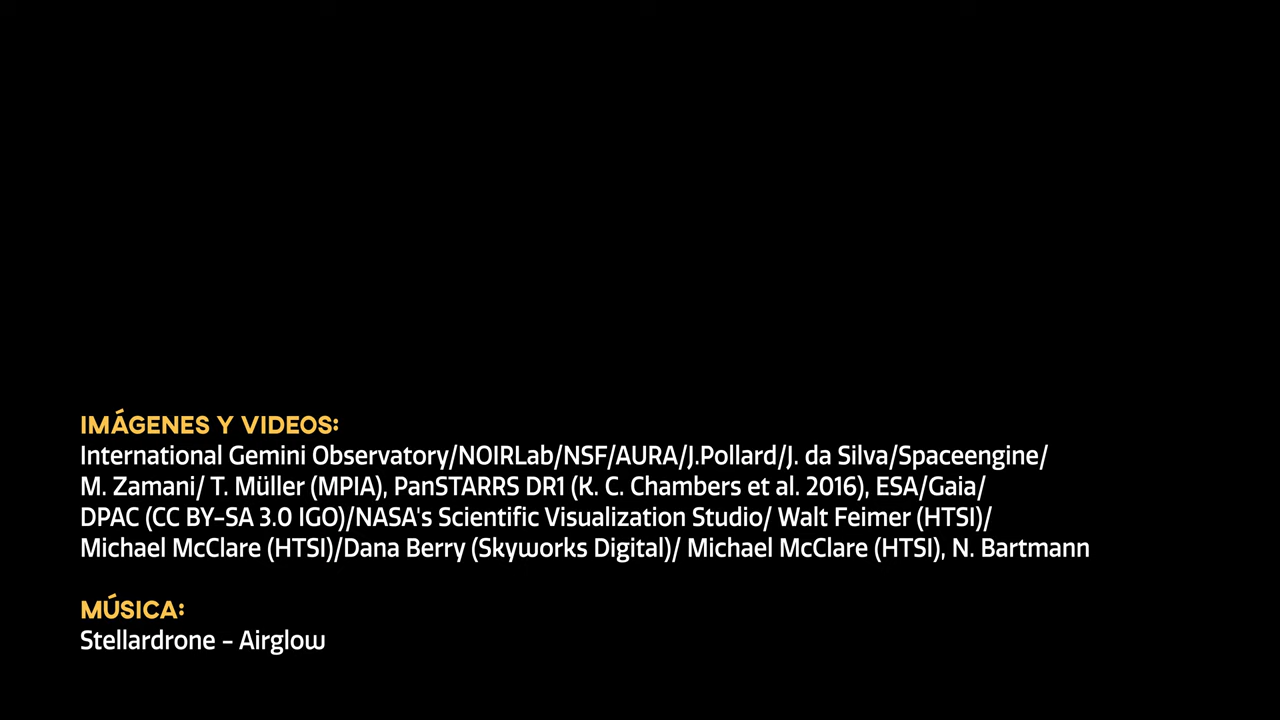 IMÁGENES Y VIDEOS:
International Gemini Observatory/NOIRLab/NSF/AURA/J.Pollard/J. da Silva/Spaceengine/
M. Zamani/ T. Müller (MPIA), PanSTARRS DR1 (K. C. Chambers et al. 2016), ESA/Gaia/
DPAC (CC BY-SA 3.0 IGO)/NASA's Scientific Visualization Studio/ Walt Feimer (HTSI)/
Michael McClare (HTSI)/Dana Berry (Skyworks Digital)/ Michael McClare (HTSI), N. Bartmann
MÚSICA:
Stellardrone - Airglow